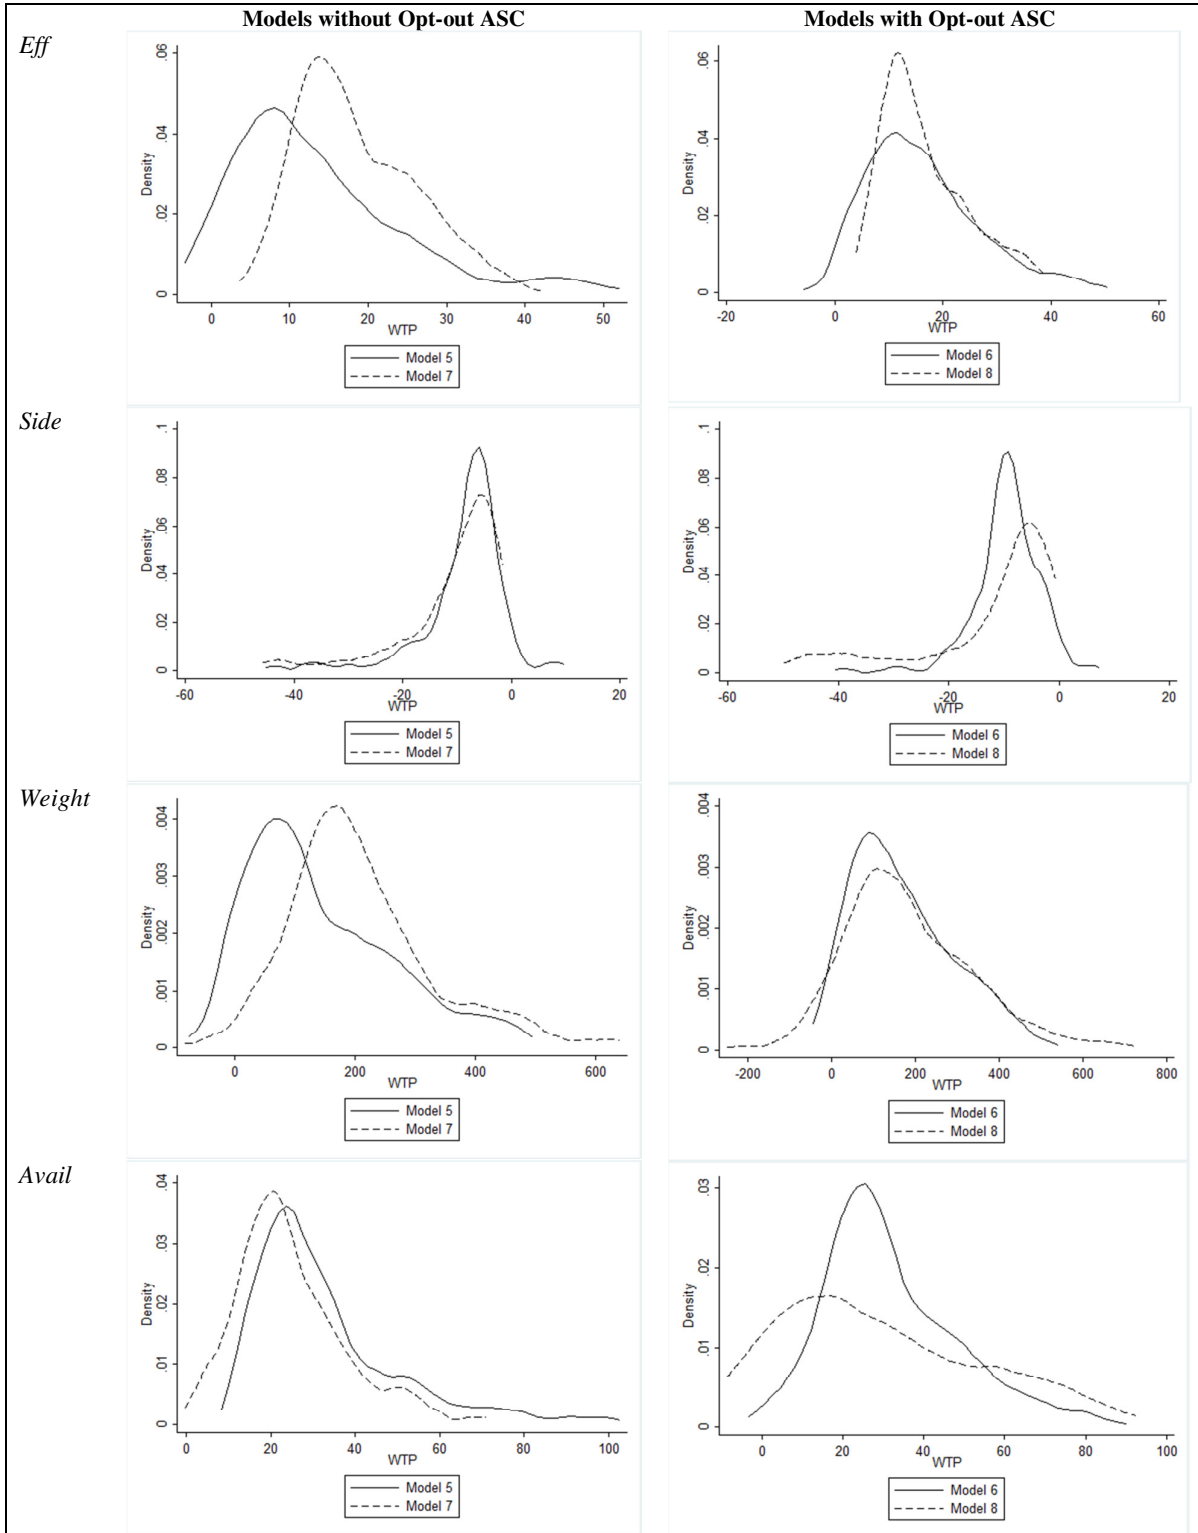 Models without Opt-out ASC
Models with Opt-out ASC
Eff
Density
0 .02 .04 .06
0 10 20 30 40 50
WTP
Model 5
Model 7
Density
0 .02 .04 .06
-20 0 20 40 60
WTP
Model 6
Model 8
Side
Density
0 .02 .04 .06 .08 .1
-60 -40 -20 0 20
WTP
Model 5
Model 7
Density
0 .02 .04 .06 .08 .1
-60 -40 -20 0 20
WTP
Model 6
Model 8
Weight
Density
0 .001 .002 .003 .004
0 200 400 600
WTP
Model 5
Model 7
Density
0 .001 .002 .003 .004
-200 0 200 400 600 800
WTP
Model 6
Model 8
Avail
Density
0 .01 .02 .03 .04
0 20 40 60 80 100
WTP
Model 5
Model 7
Density
0 .01 .02 .03
0 20 40 60 80 100
WTP
Model 6
Model 8